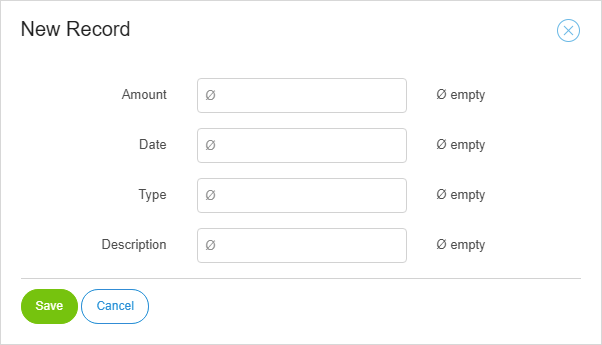 New Record
Amount Ø Ø empty
Date Ø Ø empty
Type Ø Ø empty
Description Ø Ø empty
Save Cancel